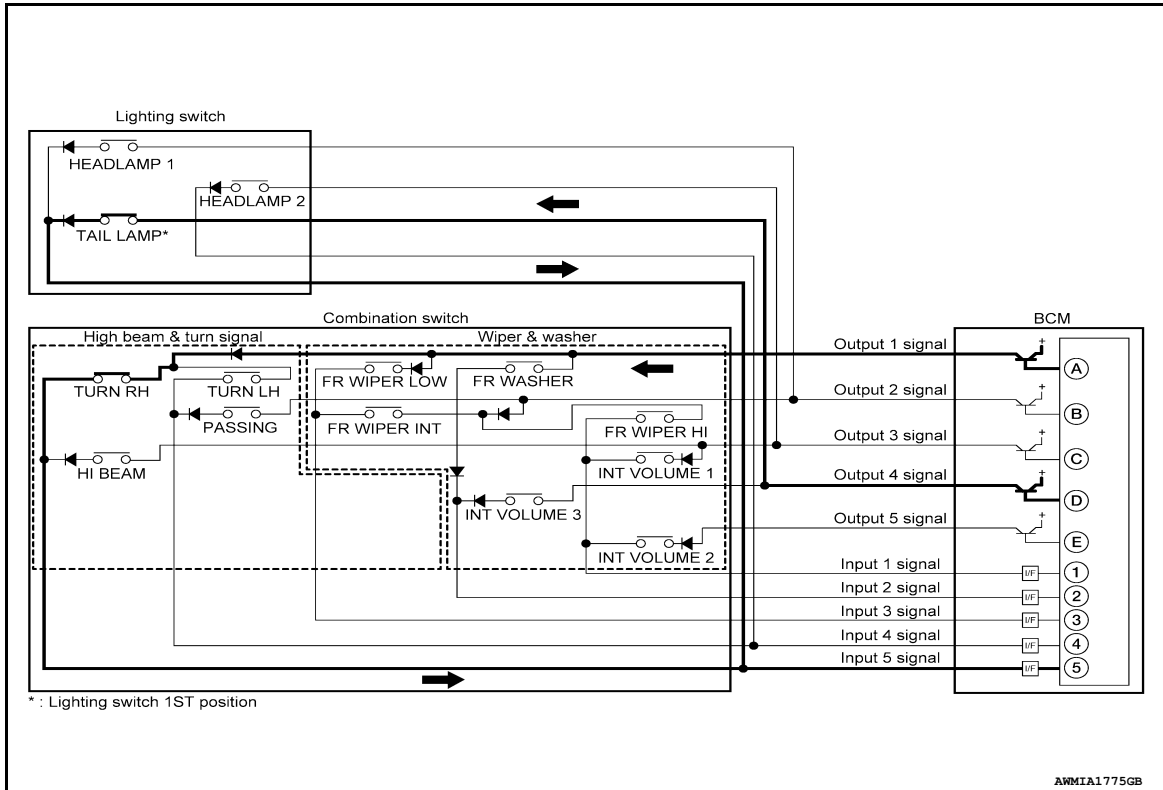 Lighting switch
HEADLAMP 1
HEADLAMP 2
TAIL LAMP*
Combination switch
High beam & turn signal
Wiper & washer
BCM
TURN RH
TURN LH
PASSING
HI BEAM
FR WIPER LOW
FR WASHER
FR WIPER INT
FR WIPER HI
INT VOLUME 1
INT VOLUME 3
INT VOLUME 2
Output 1 signal
+
A
Output 2 signal
+
B
Output 3 signal
+
C
Output 4 signal
+
D
Output 5 signal
+
E
Input 1 signal
I/F
1
Input 2 signal
I/F
2
Input 3 signal
I/F
3
Input 4 signal
I/F
4
Input 5 signal
I/F
5
* : Lighting switch 1ST position
AWMIA1775GB